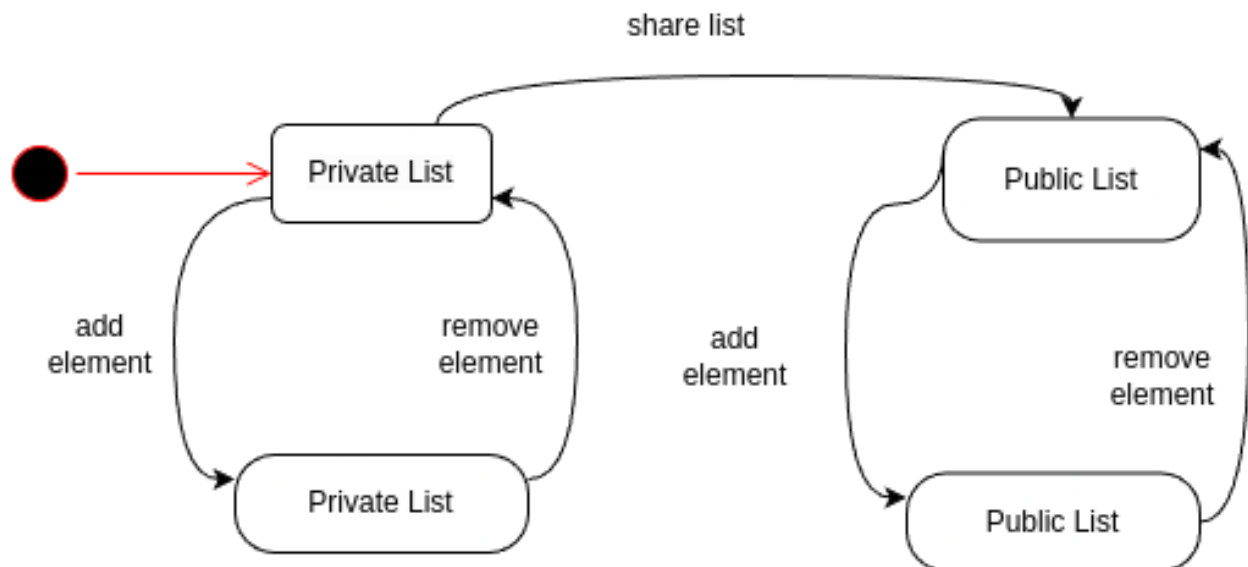 share list
Private List
Public List
add
element
remove
element
add
element
remove
element
Private List
Public List